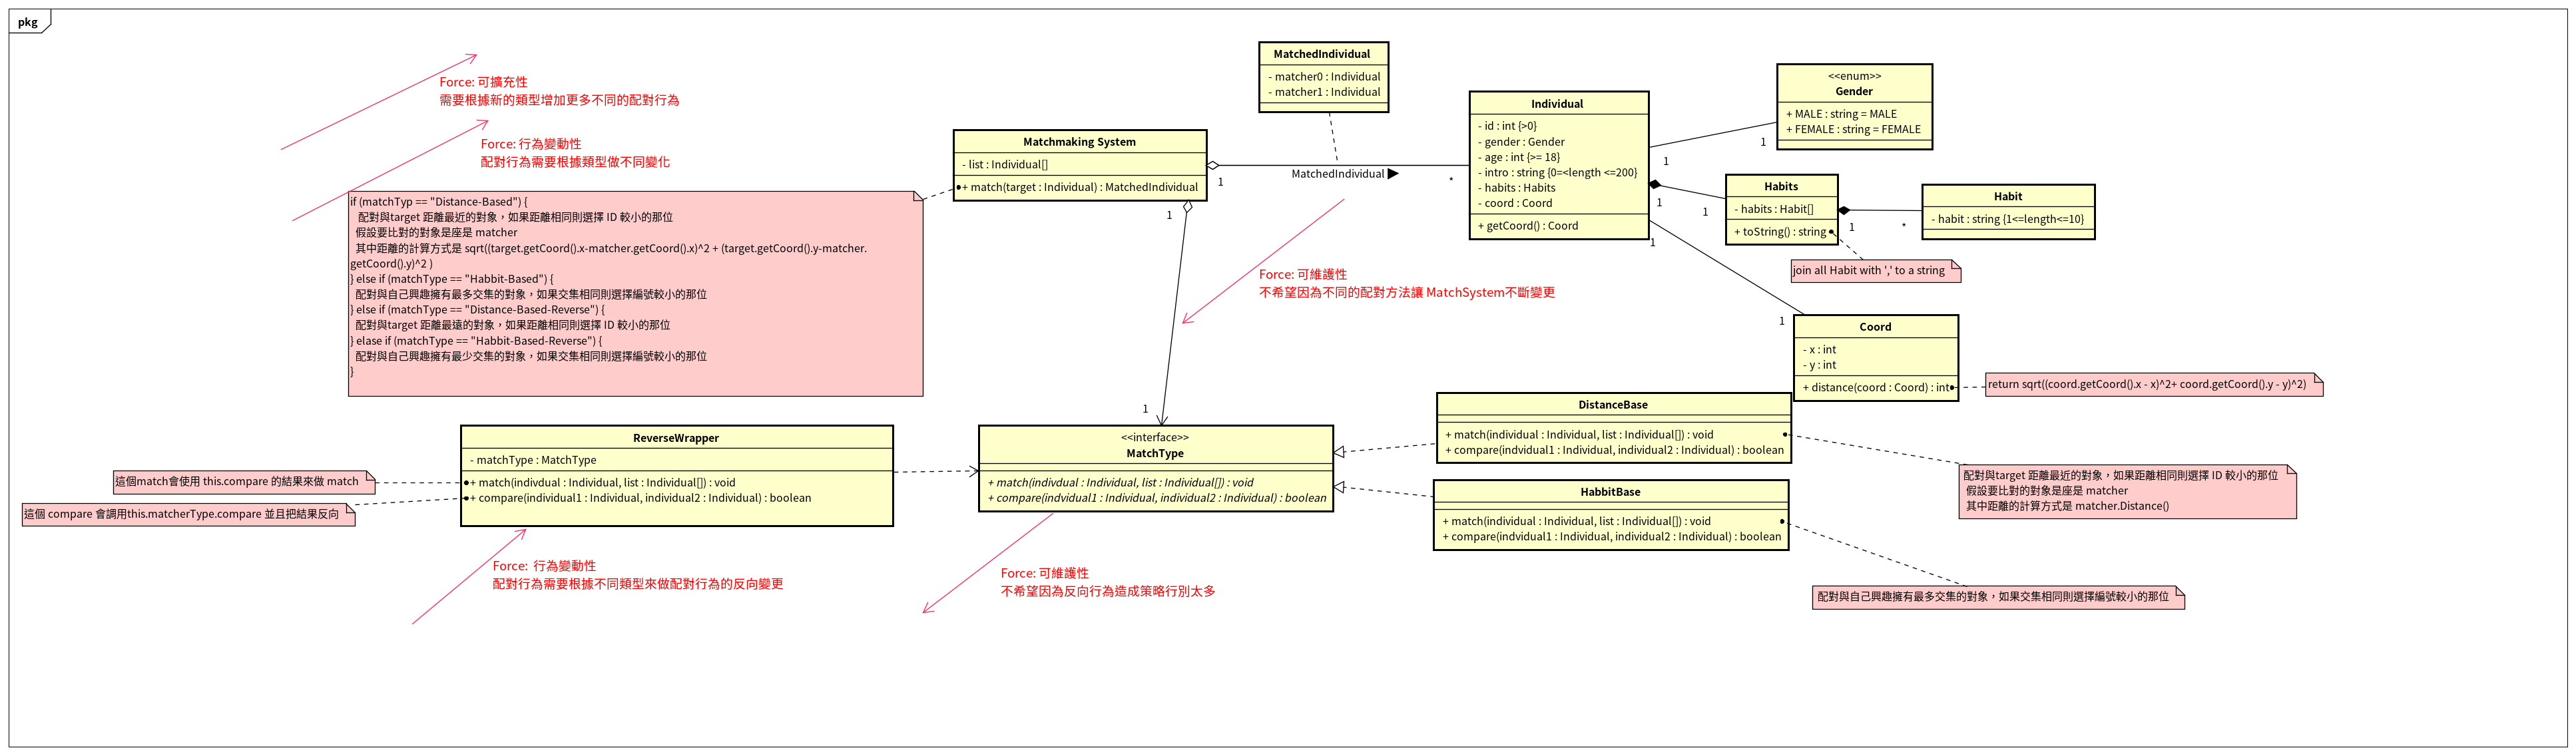 pkg
Force: 可擴充性
需要根據新的類型增加更多不同的配對行為
Force: 行為變動性
配對行為需要根據類型做不同變化
if (matchTyp == "Distance-Based") {
配對與target 距離最近的對象，如果距離相同則選擇 ID 較小的那位
假設要比對的對象是座是 matcher
其中距離的計算方式是 sqrt((target.getCoord().x-matcher.getCoord().x)^2 + (target.getCoord().y-matcher.
getCoord().y)^2 )
} else if (matchType == "Habbit-Based") {
配對與自己興趣擁有最多交集的對象，如果交集相同則選擇編號較小的那位
} else if (matchType == "Distance-Based-Reverse") {
配對與target 距離最遠的對象，如果距離相同則選擇 ID 較小的那位
} elase if (matchType == "Habbit-Based-Reverse") {
配對與自己興趣擁有最少交集的對象，如果交集相同則選擇編號較小的那位
}
Matchmaking System
- list : Individual[]
+ match(target : Individual) : MatchedIndividual
1
1
1
MatchedIndividual
- matcher0 : Individual
- matcher1 : Individual
MatchedIndividual ▶
*
Individual
- id : int {>0}
- gender : Gender
- age : int {>= 18}
- intro : string {0=<length <=200}
- habits : Habits
- coord : Coord
+ getCoord() : Coord
1
1
<<enum>>
Gender
+ MALE : string = MALE
+ FEMALE : string = FEMALE
1
1
Habits
- habits : Habit[]
+ toString() : string
1
*
Habit
- habit : string {1<=length<=10}
join all Habit with ',' to a string
1
1
Coord
- x : int
- y : int
+ distance(coord : Coord) : int
return sqrt((coord.getCoord().x - x)^2+ coord.getCoord().y - y)^2)
Force: 可維護性
不希望因為不同的配對方法讓 MatchSystem不斷變更
ReverseWrapper
- matchType : MatchType
+ match(indivdual : Individual, list : Individual[]) : void
+ compare(individual1 : Individual, individual2 : Individual) : boolean
這個match會使用 this.compare 的結果來做 match
這個 compare 會調用this.matcherType.compare 並且把結果反向
<<interface>>
MatchType
+ match(indivdual : Individual, list : Individual[]) : void
+ compare(indvidual1 : Individual, individual2 : Individual) : boolean
DistanceBase
+ match(individual : Individual, list : Individual[]) : void
+ compare(indvidual1 : Individual, individual2 : Individual) : boolean
HabbitBase
+ match(individual : Individual, list : Individual[]) : void
+ compare(indvidual1 : Individual, individual2 : Individual) : boolean
配對與target 距離最近的對象，如果距離相同則選擇 ID 較小的那位
假設要比對的對象是座是 matcher
其中距離的計算方式是 matcher.Distance()
配對與自己興趣擁有最多交集的對象，如果交集相同則選擇編號較小的那位
Force: 行為變動性
配對行為需要根據不同類型來做配對行為的反向變更
Force: 可維護性
不希望因為反向行為造成策略行別太多